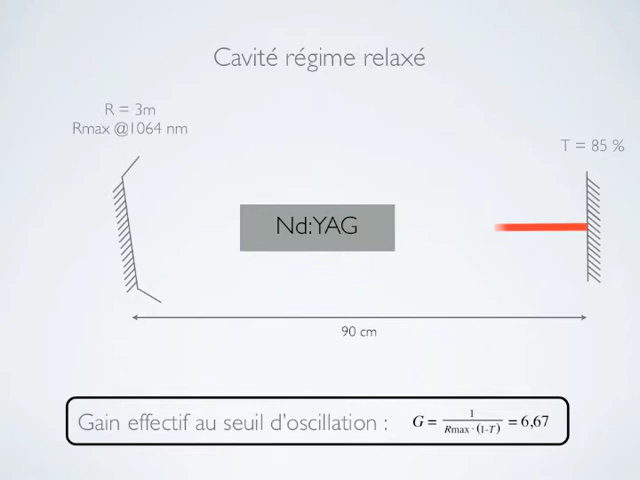 Cavité régime relaxé
R = 3m
Rmax @1064 nm
T = 85 %
Nd:YAG
90 cm
Gain effectif au seuil d'oscillation : G = 1 / Rmax · (1-T) = 6,67